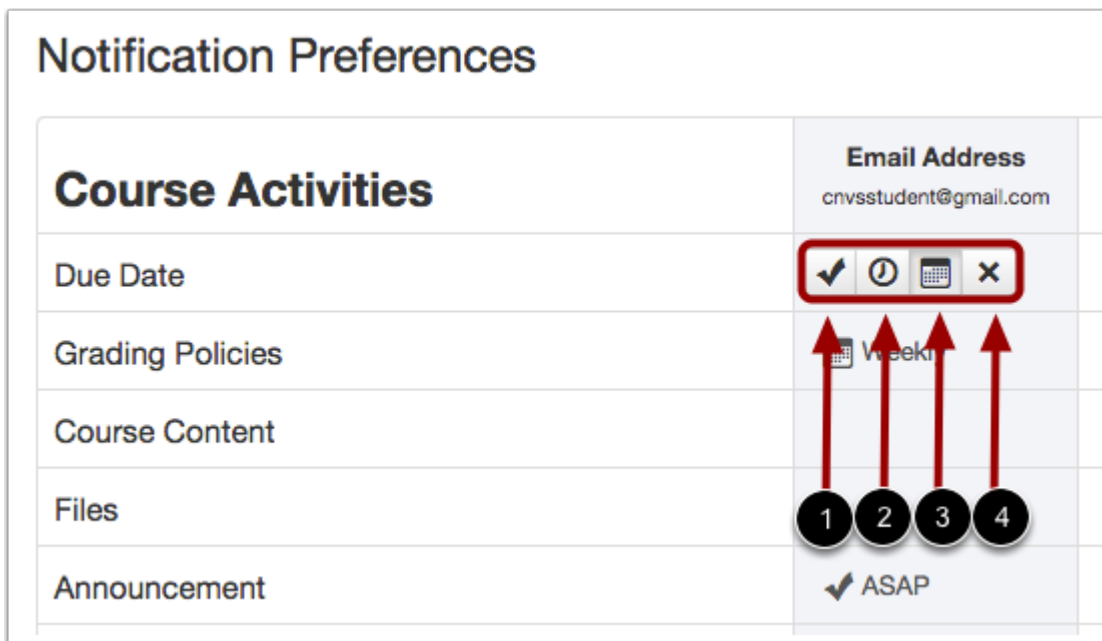 Notification Preferences
Course Activities
Email Address
cnvsstudent@gmail.com
Due Date
Grading Policies
Weekly
Course Content
Files
1 2 3 4
Announcement
ASAP